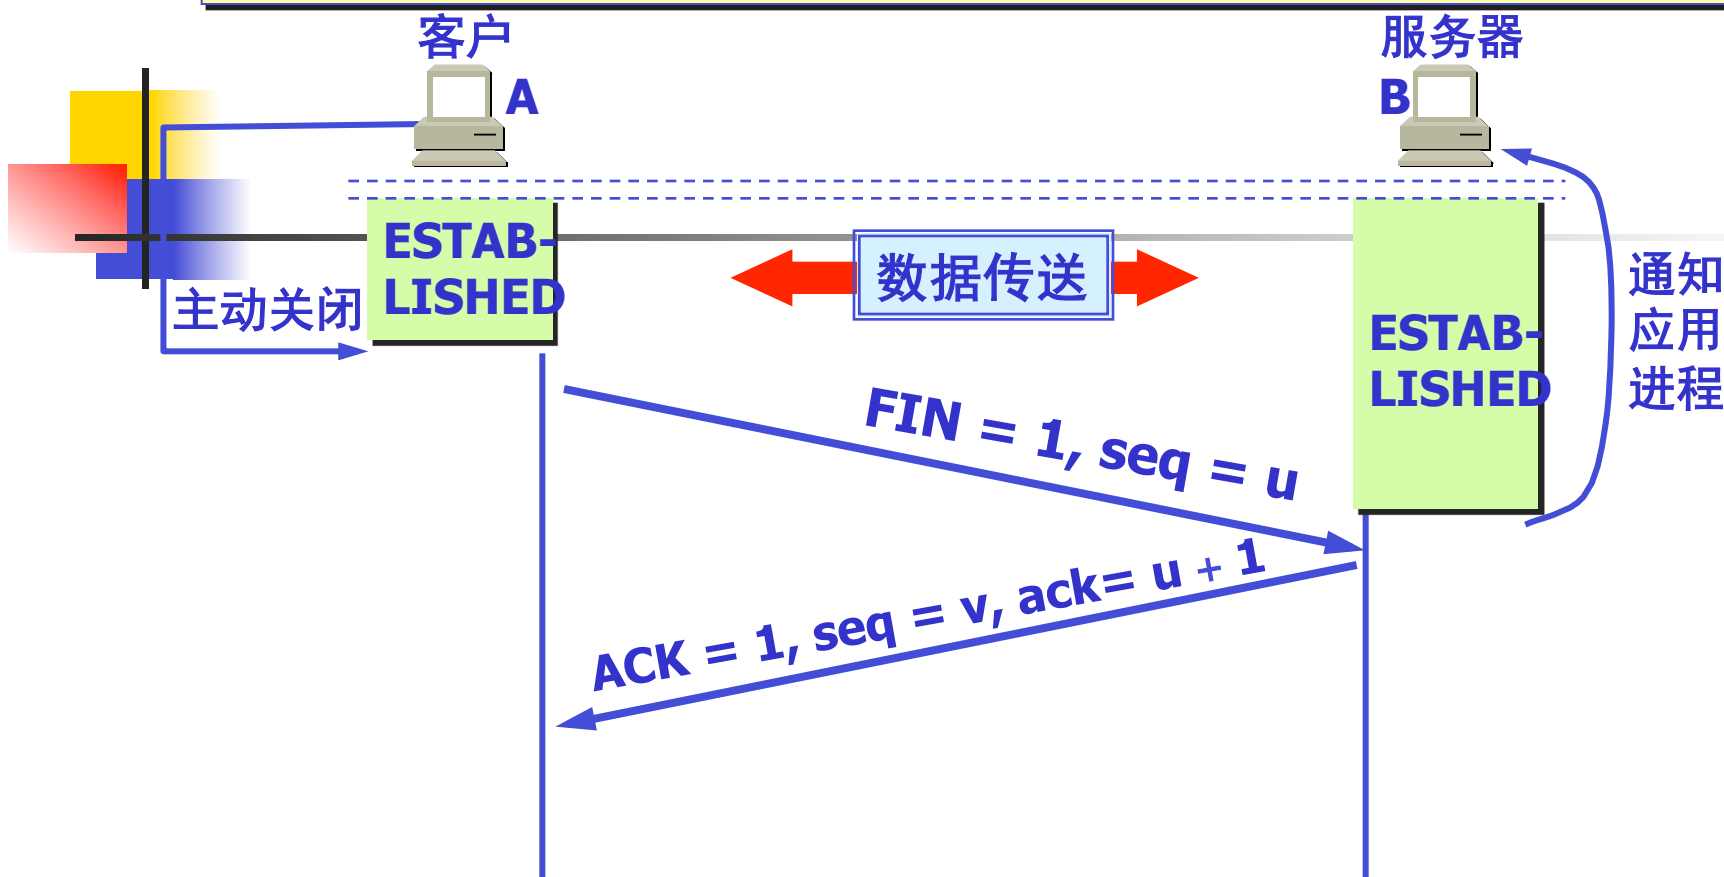 客户
A
服务器
B
ESTAB-
LISHED
数据传送
主动关闭
ESTAB-
LISHED
通知
应用
进程
FIN = 1, seq = u
ACK = 1, seq = v, ack= u + 1